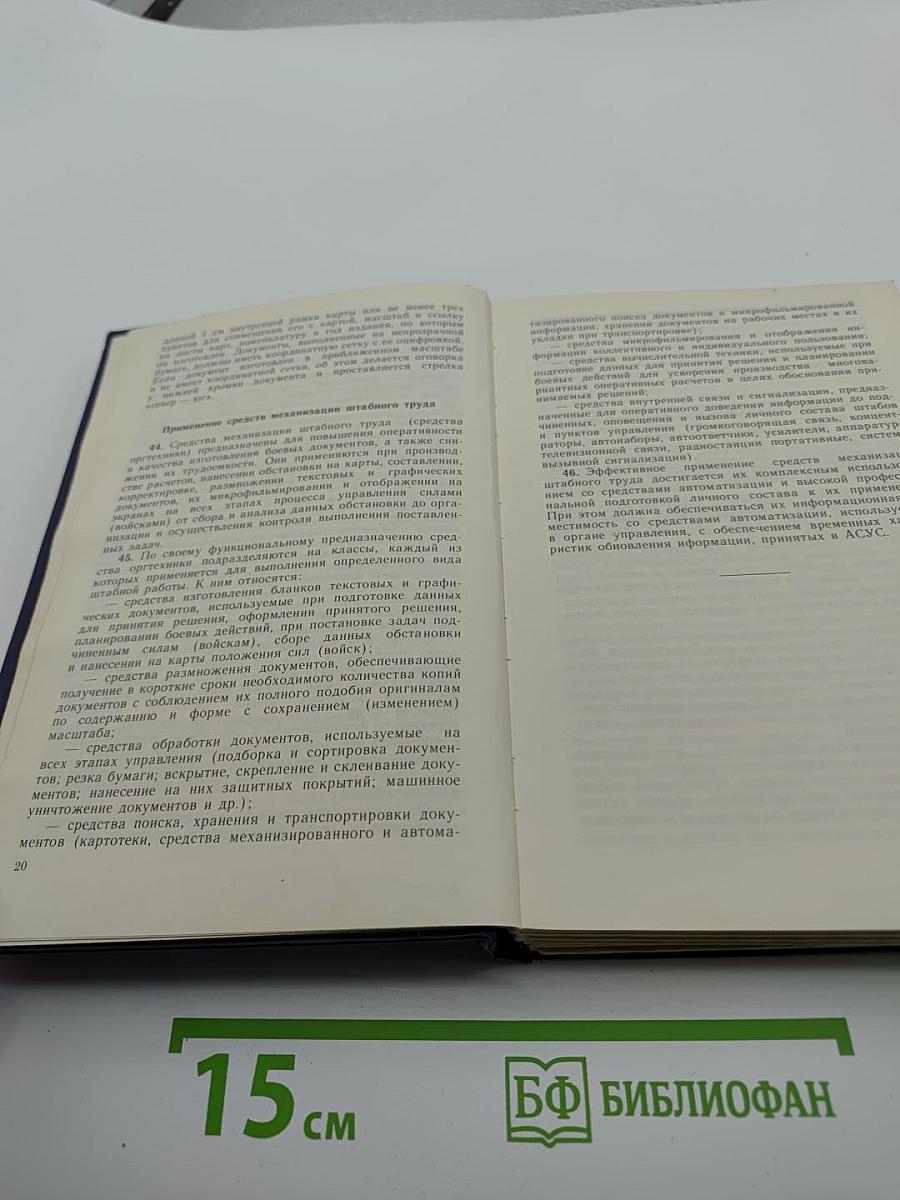 длиной 1 см внутренней рамки карты или не менее трех
пунктов для совмещения его с картой, масштаб и ссылку
на листы карт, номенклатуру и год издания, по которым
он изготовлен. Документы, выполненные на непрозрачной
бумаге, должны иметь координатную сетку с ее оцифровкой.
Если документ изготовлен в приближенном масштабе
и не имеет координатной сетки, об этом делается оговорка
у нижней кромки документа и проставляется стрелка
«север — юг».
Применение средств механизации штабного труда
44. Средства механизации штабного труда (средства
оргтехники) предназначены для повышения оперативности
и качества изготовления боевых документов, а также сни-
жения их трудоемкости. Они применяются при производ-
стве расчетов, нанесении обстановки на карты, составлении,
корректировке, размножении текстовых и графических
документов, их микрофильмировании и отображении на
экранах на всех этапах процесса управления силами
(войсками) от сбора и анализа данных обстановки до орга-
низации и осуществления контроля выполнения поставлен-
ных задач.
45. По своему функциональному предназначению сред-
ства оргтехники подразделяются на классы, каждый из
которых применяется для выполнения определенного вида
штабной работы. К ним относятся:
— средства изготовления бланков текстовых и графи-
ческих документов, используемые при подготовке данных
для принятия решения, оформлении принятого решения,
планировании боевых действий, при постановке задач под-
чиненным силам (войскам), сборе данных обстановки
и нанесении на карты положения сил (войск);
— средства размножения документов, обеспечивающие
получение в короткие сроки необходимого количества копий
документов с соблюдением их полного подобия оригиналам
по содержанию и форме с сохранением (изменением)
масштаба;
— средства обработки документов, используемые на
всех этапах управления (подборка и сортировка докумен-
тов; резка бумаги; вскрытие, скрепление и склеивание доку-
ментов; нанесение на них защитных покрытий; машинное
уничтожение документов и др.);
— средства поиска, хранения и транспортировки доку-
ментов (картотеки, средства механизированного и автома-
20
тизированного поиска документов и микрофильмированной
информации, хранения документов на рабочих местах и их
укладки при транспортировке);
— средства микрофильмирования и отображения ин-
формации коллективного и индивидуального пользования;
— средства вычислительной техники, используемые при
подготовке данных для принятия решения и планировании
боевых действий для ускорения производства многова-
риантных оперативных расчетов в целях обоснования при-
нимаемых решений;
— средства внутренней связи и сигнализации, предназ-
наченные для оперативного доведения информации до под-
чиненных, оповещения и вызова личного состава штабов
и пунктов управления (громкоговорящая связь, концент-
раторы, автонаборы, автоответчики, усилители, аппаратур
телевизионной связи, радиостанции портативные, систем
вызывной сигнализации).
46. Эффективное применение средств механизац
штабного труда достигается их комплексным использо
нием со средствами автоматизации и высокой профес
нальной подготовкой личного состава к их примене
При этом должна обеспечиваться их информационная
местимость со средствами автоматизации, использу
в органе управления, с обеспечением временных ха
ристик обновления иформации, принятых в АСУС.
15 см
БФ БИБЛИОФАН